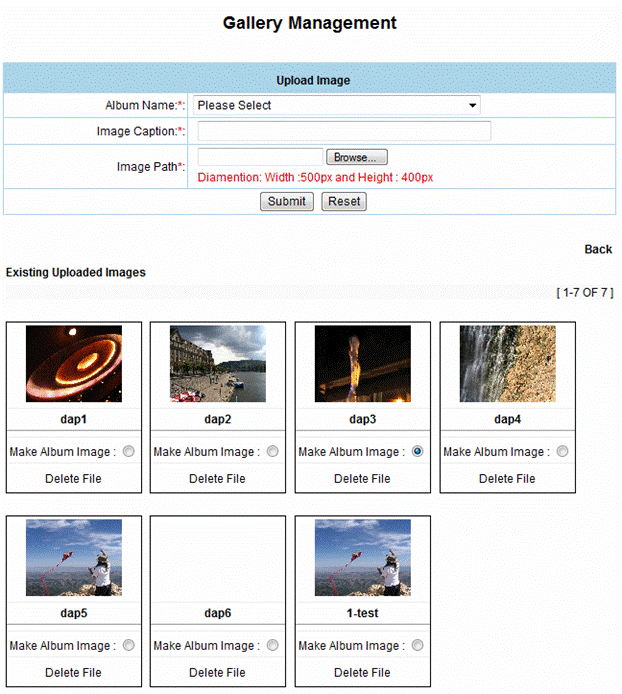 Gallery Management
Upload Image
Album Name:*: Please Select
Image Caption:*:
Image Path*: Browse...
Diamention: Width :500px and Height : 400px
Submit Reset
Back
Existing Uploaded Images
[ 1-7 OF 7 ]
dap1 dap2 dap3 dap4
Make Album Image : Make Album Image : Make Album Image : Make Album Image :
Delete File Delete File Delete File Delete File
dap5 dap6 1-test
Make Album Image : Make Album Image : Make Album Image :
Delete File Delete File Delete File